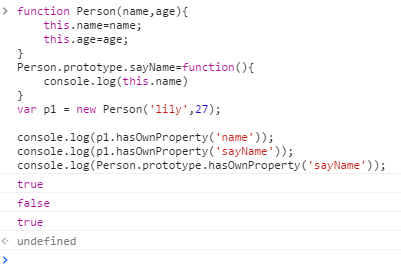 function Person(name,age){
this.name=name;
this.age=age;
}
Person.prototype.sayName=function(){
console.log(this.name)
}
var p1 = new Person('lily',27);
console.log(p1.hasOwnProperty('name'));
console.log(p1.hasOwnProperty('sayName'));
console.log(Person.prototype.hasOwnProperty('sayName'));
true
false
true
undefined